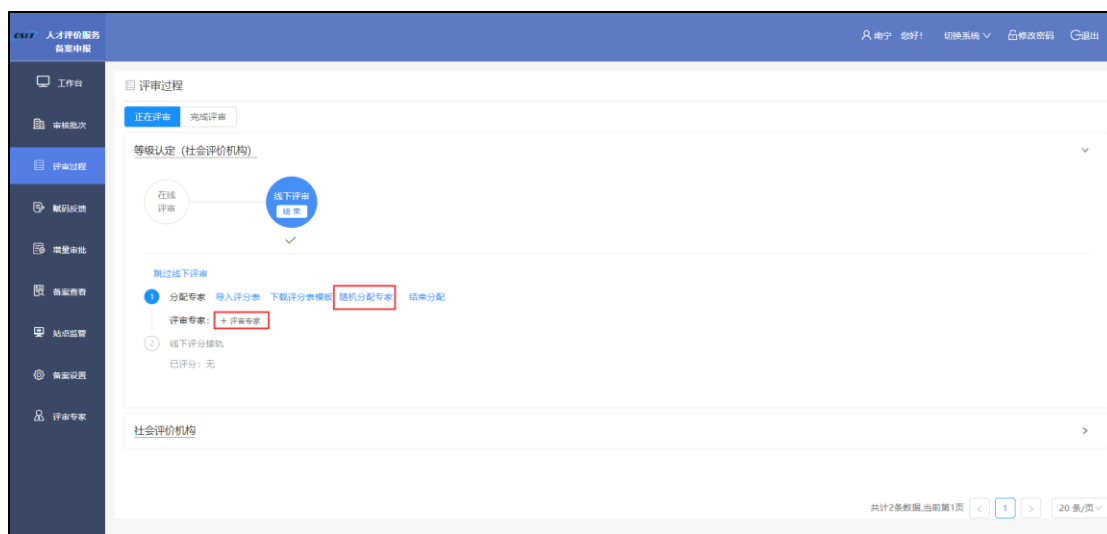 CSIT 人才评价服务
备案申报
南宁 您好! 切换系统 修改密码 退出
工作台
审核批次
评审过程
赋码反馈
增量审批
备案查看
站点监管
备案设置
评审专家
评审过程
正在评审 完成评审
等级认定（社会评价机构）
在线
评审
线下评审
结束
跳过线下评审
1 分配专家 导入评分表 下载评分表模板 随机分配专家 结束分配
评审专家: + 评审专家
2 线下评分接轨
已评分: 无
社会评价机构
共计2条数据,当前第1页 < 1 > 20 条/页